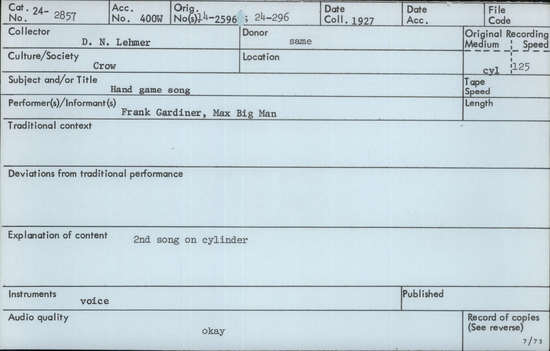 Cat. No. 24- 2857 Acc. No. 400W Orig. No(s) 14-2596 ; 24-296 Date Coll. 1927 Date Acc. File Code
Collector D. N. Lehmer Donor same Original Recording Medium Speed cyl 125
Culture/Society Crow Location
Subject and/or Title Hand game song Tape Speed
Performer(s)/Informant(s) Frank Gardiner, Max Big Man Length
Traditional context
Deviations from traditional performance
Explanation of content 2nd song on cylinder
Instruments voice Published
Audio quality okay Record of copies (See reverse)
7/73